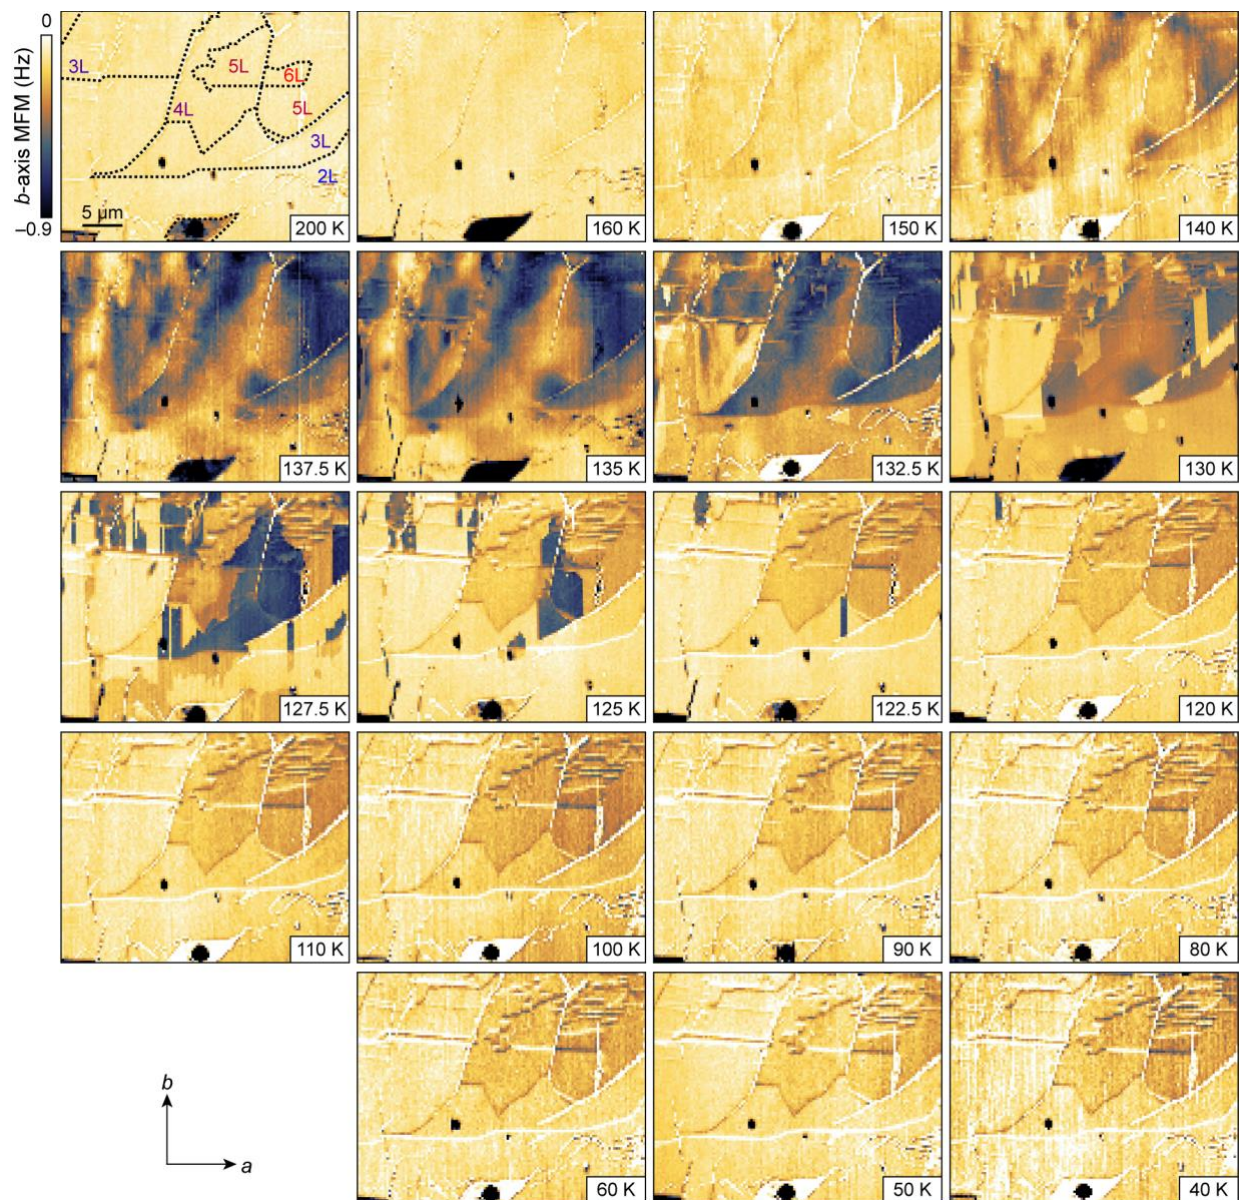 0
b-axis MFM (Hz)
−0.9
3L
5L
6L
4L
5L
3L
2L
5 µm
200 K
160 K
150 K
140 K
137.5 K
135 K
132.5 K
130 K
127.5 K
125 K
122.5 K
120 K
110 K
100 K
90 K
80 K
b
a
60 K
50 K
40 K